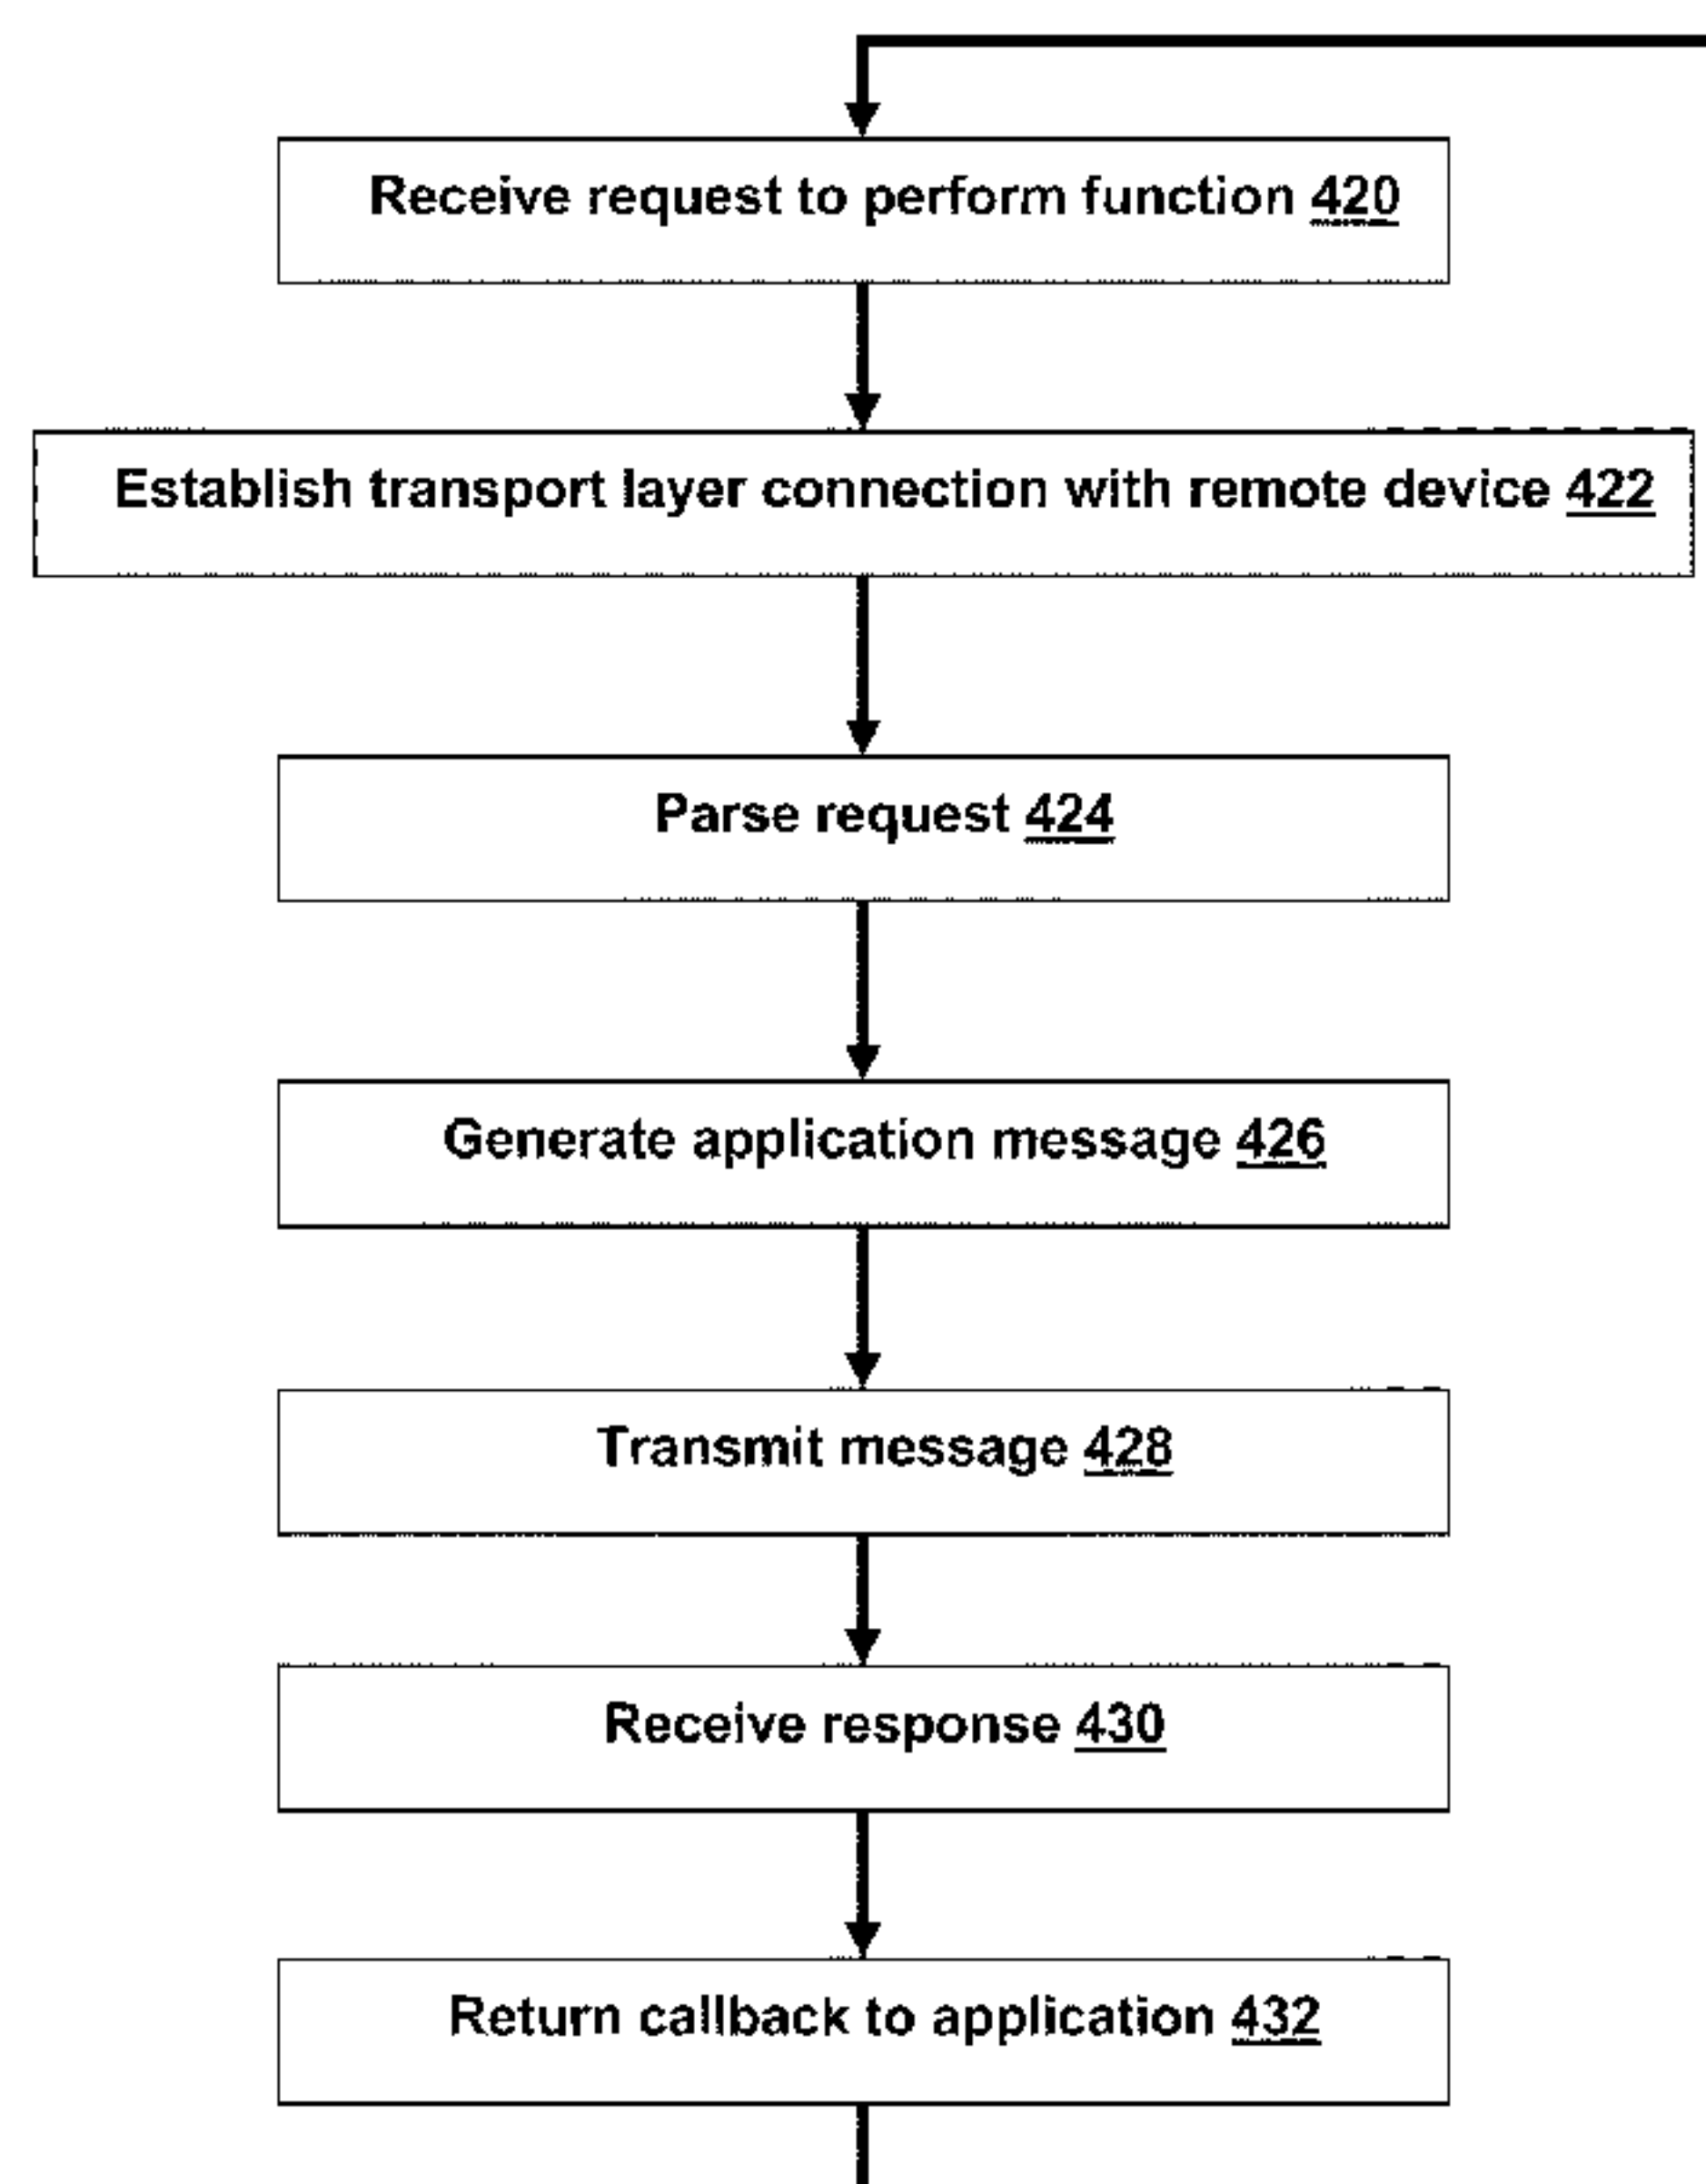 Receive request to perform function 420
Establish transport layer connection with remote device 422
Parse request 424
Generate application message 426
Transmit message 428
Receive response 430
Return callback to application 432